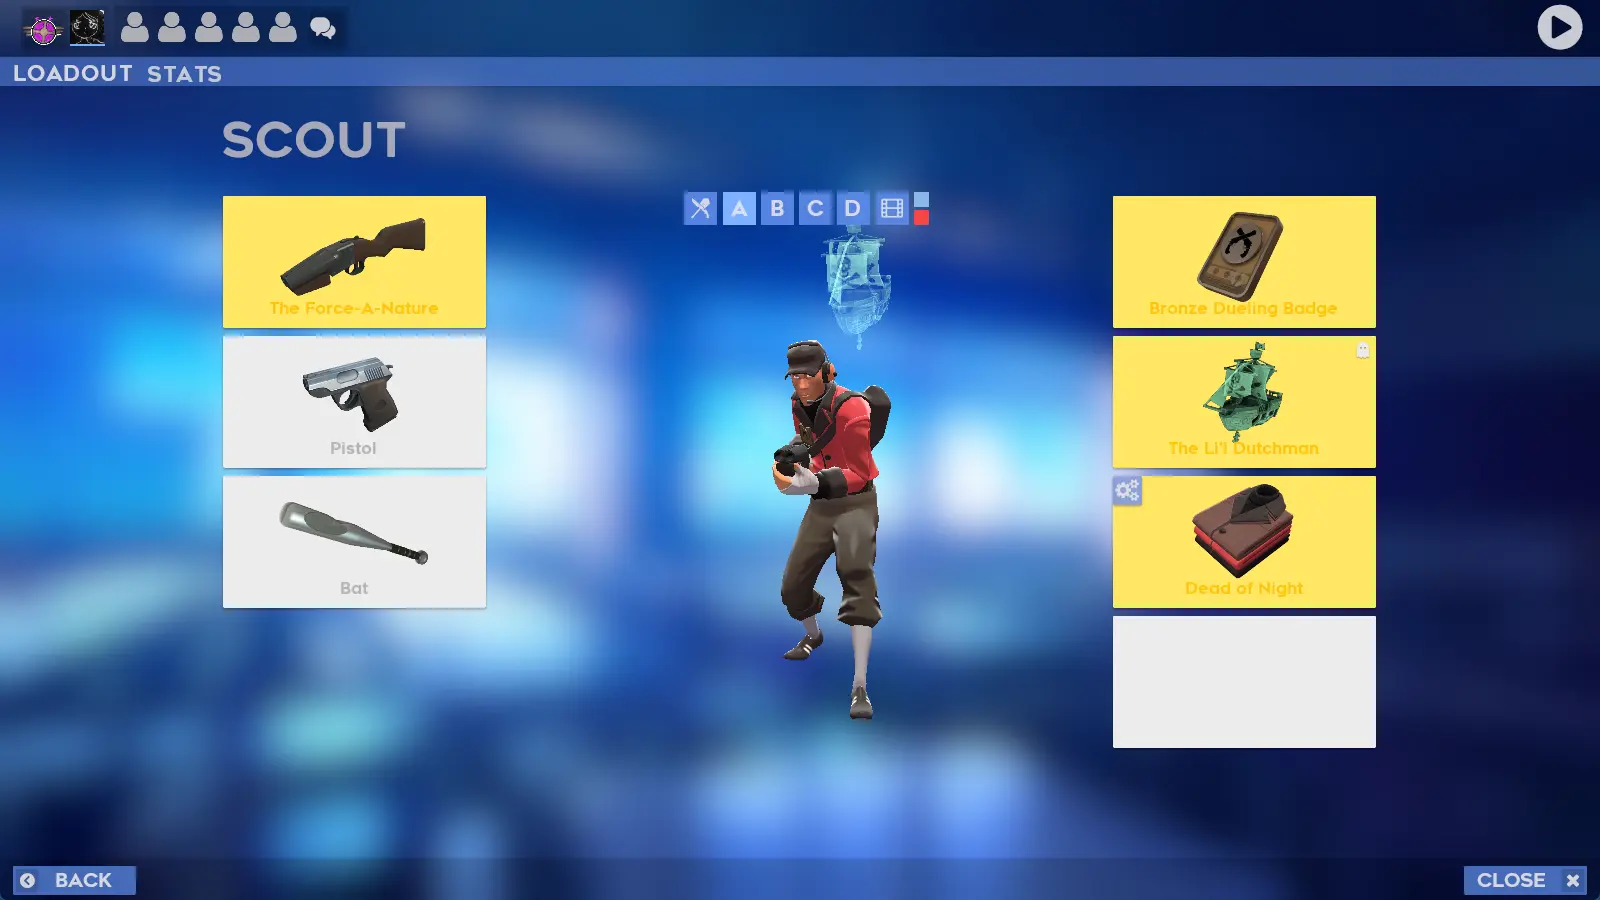 LOADOUT STATS
SCOUT
A B C D
The Force-A-Nature
Pistol
Bat
Bronze Dueling Badge
The Li'l Dutchman
Dead of Night
BACK
CLOSE